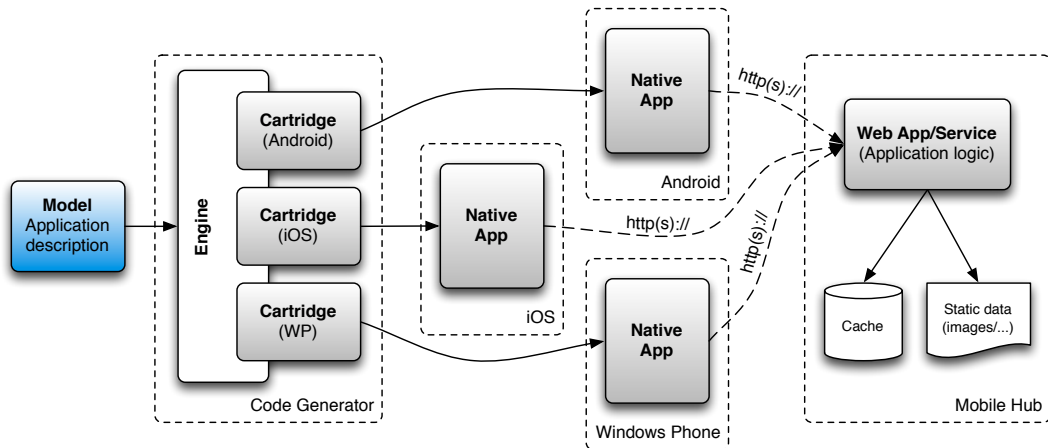 Model
Application
description
Engine
Cartridge
(Android)
Cartridge
(iOS)
Cartridge
(WP)
Code Generator
Native
App
iOS
Native
App
Android
Native
App
Windows Phone
http(s)://
http(s)://
http(s)://
Web App/Service
(Application logic)
Cache
Static data
(images/...)
Mobile Hub